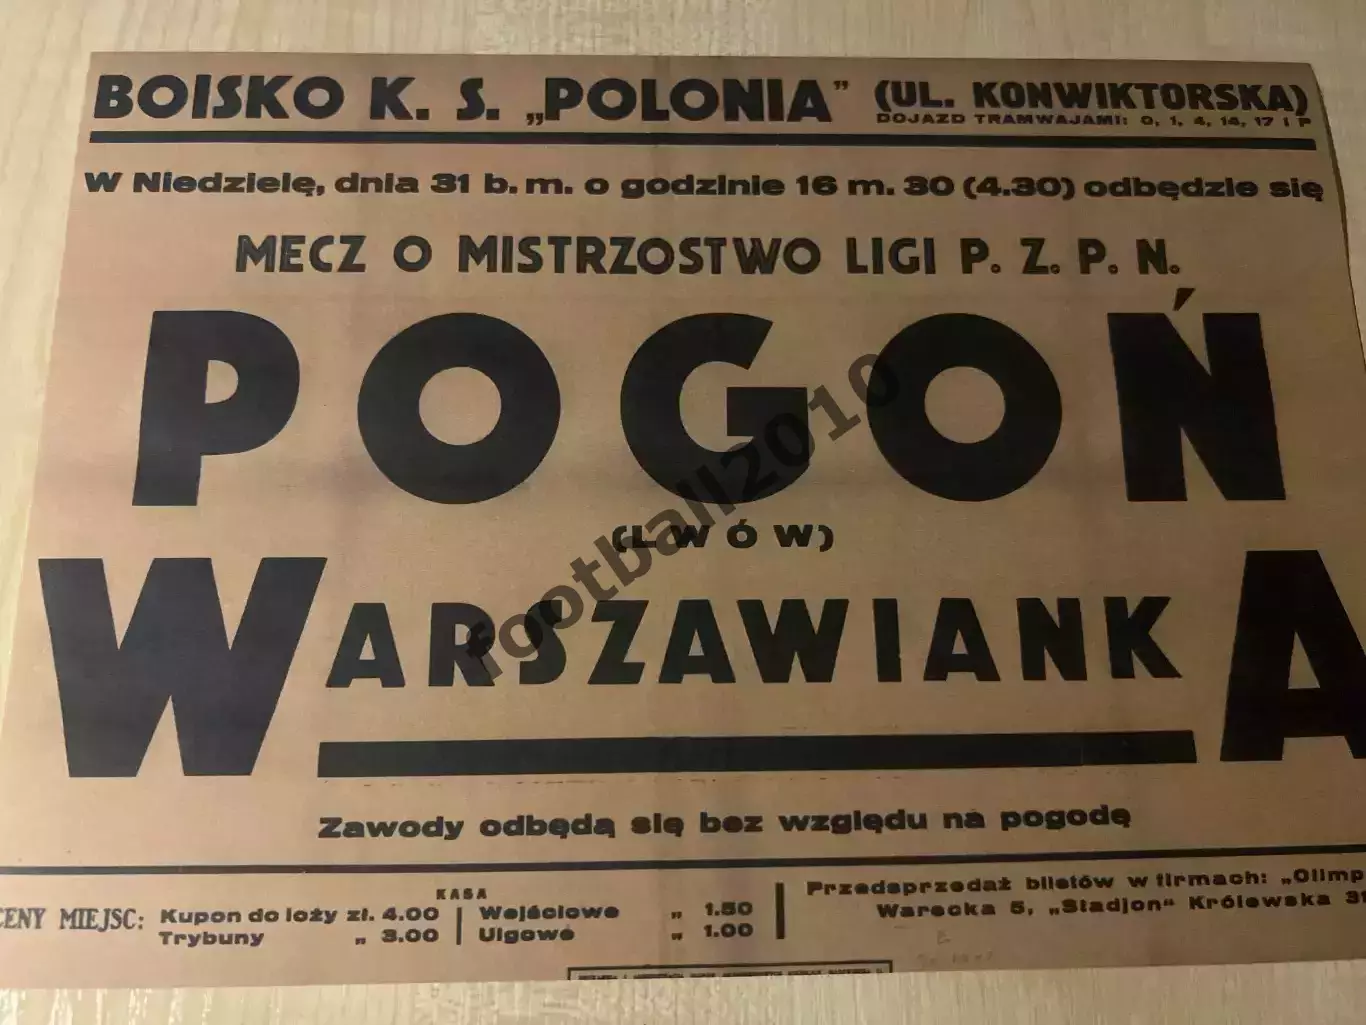 BOISKO K. S. „POLONIA” (UL. KONWIKTORSKA)
DOJAZD TRAMWAJAMI: 0, 1, 4, 14, 17 i P
W Niedzielę, dnia 31 b. m. o godzinie 16 m. 30 (4.30) odbędzie się
MECZ O MISTRZOSTWO LIGI P. Z. P. N.
POGOŃ
(LWÓW)
WARSZAWIANKA
Zawody odbędą się bez względu na pogodę
KASA
CENY MIEJSC: Kupon do loży zł. 4.00
Trybuny „ 3.00
Wejściowe „ 1.50
Ulgowe „ 1.00
Przedsprzedaż biletów w firmach: „Olimp
Warecka 5, „Stadjon“ Królewska 31
football2010